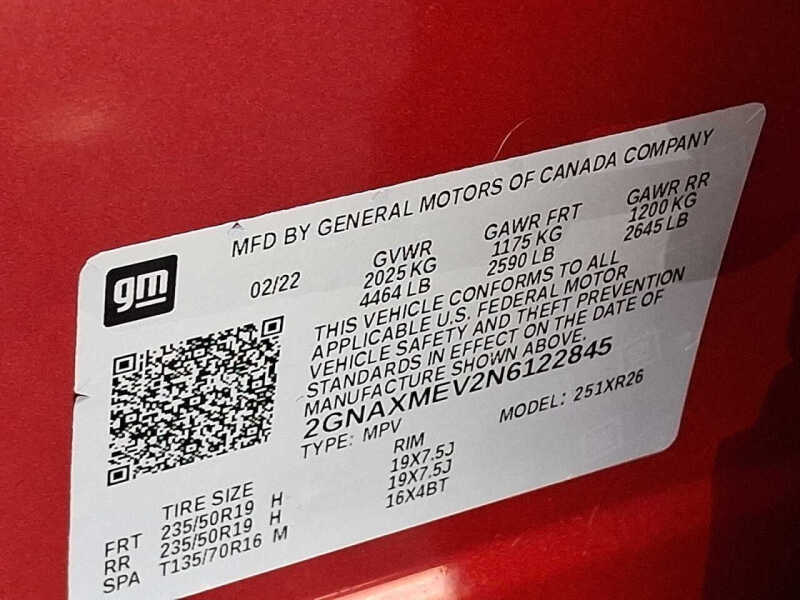 MFD BY GENERAL MOTORS OF CANADA COMPANY
gm
02/22
GVWR
2025 KG
4464 LB
GAWR FRT
1175 KG
2590 LB
GAWR RR
1200 KG
2645 LB
THIS VEHICLE CONFORMS TO ALL
APPLICABLE U.S. FEDERAL MOTOR
VEHICLE SAFETY AND THEFT PREVENTION
STANDARDS IN EFFECT ON THE DATE OF
MANUFACTURE SHOWN ABOVE.
2GNAXMEV2N6122845
TYPE: MPV MODEL: 251XR26
TIRE SIZE RIM
FRT 235/50R19 H 19X7.5J
RR 235/50R19 H 19X7.5J
SPA T135/70R16 M 16X4BT